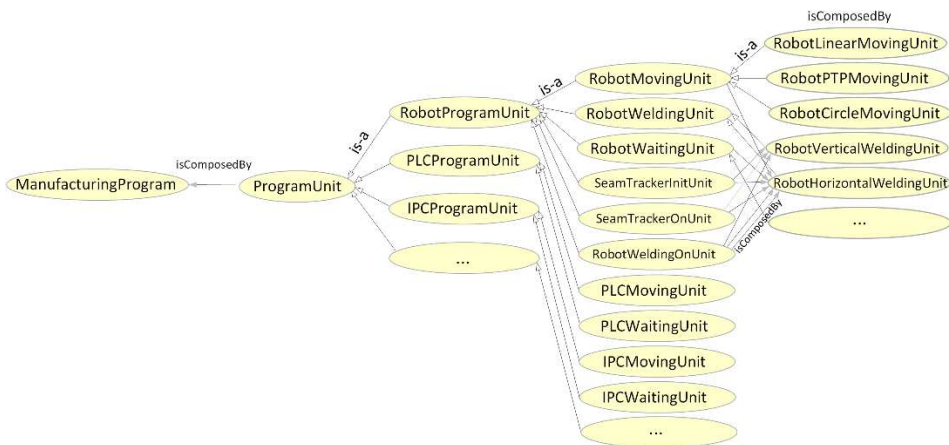 isComposedBy
is-a
RobotLinearMovingUnit
is-a
RobotMovingUnit
RobotPTPMovingUnit
RobotProgramUnit
RobotWeldingUnit
RobotCircleMovingUnit
is-a
RobotWaitingUnit
RobotVerticalWeldingUnit
isComposedBy
PLCProgramUnit
ManufacturingProgram
ProgramUnit
SeamTrackerInitUnit
RobotHorizontalWeldingUnit
IPCProgramUnit
SeamTrackerOnUnit
...
isComposedBy
...
RobotWeldingOnUnit
PLCMovingUnit
PLCWaitingUnit
IPCMovingUnit
IPCWaitingUnit
...